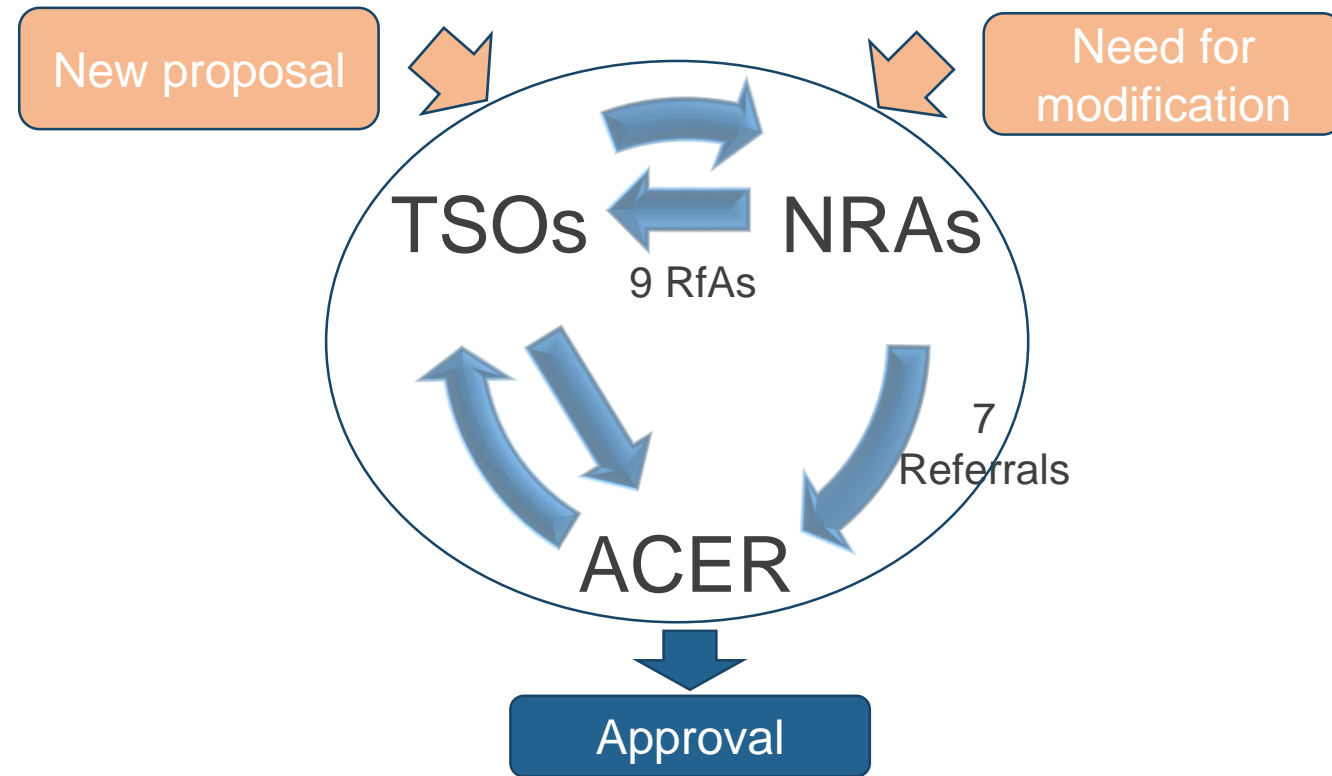 New proposal
Need for
modification
TSOs
NRAs
9 RfAs
7
Referrals
ACER
Approval